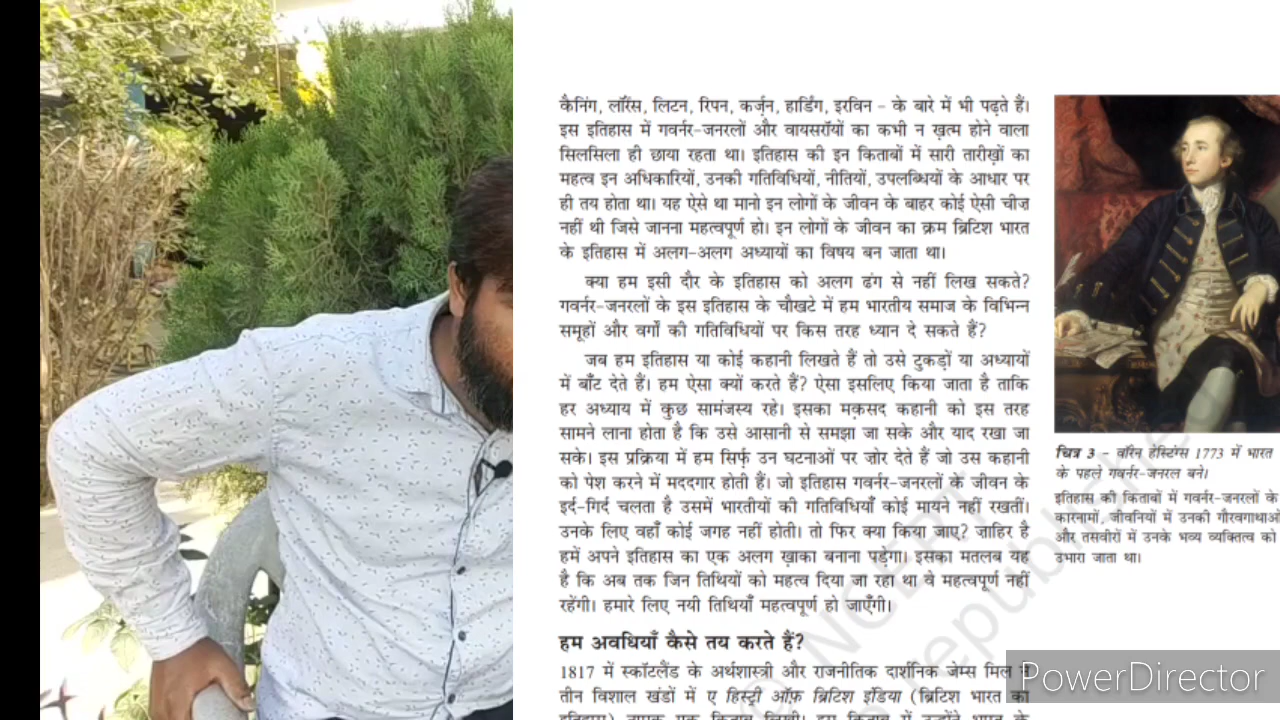 कैनिंग, लॉरेंस, लिटन, रिपन, कर्ज़न, हार्डिंग, इरविन – के बारे में भी पढ़ते हैं।
इस इतिहास में गवर्नर-जनरलों और वायसरॉयों का कभी न ख़त्म होने वाला
सिलसिला ही छाया रहता था। इतिहास की इन किताबों में सारी तारीख़ों का
महत्व इन अधिकारियों, उनकी गतिविधियों, नीतियों, उपलब्धियों के आधार पर
ही तय होता था। यह ऐसे था मानो इन लोगों के जीवन के बाहर कोई ऐसी चीज़
नहीं थी जिसे जानना महत्वपूर्ण हो। इन लोगों के जीवन का क्रम ब्रिटिश भारत
के इतिहास में अलग-अलग अध्यायों का विषय बन जाता था।
क्या हम इसी दौर के इतिहास को अलग ढंग से नहीं लिख सकते?
गवर्नर-जनरलों के इस इतिहास के चौखटे में हम भारतीय समाज के विभिन्न
समूहों और वर्गों की गतिविधियों पर किस तरह ध्यान दे सकते हैं?
जब हम इतिहास या कोई कहानी लिखते हैं तो उसे टुकड़ों या अध्यायों
में बाँट देते हैं। हम ऐसा क्यों करते हैं? ऐसा इसलिए किया जाता है ताकि
हर अध्याय में कुछ सामंजस्य रहे। इसका मक़सद कहानी को इस तरह
सामने लाना होता है कि उसे आसानी से समझा जा सके और याद रखा जा
सके। इस प्रक्रिया में हम सिर्फ़ उन घटनाओं पर ज़ोर देते हैं जो उस कहानी
को पेश करने में मददगार होती हैं। जो इतिहास गवर्नर-जनरलों के जीवन के
इर्द-गिर्द चलता है उसमें भारतीयों की गतिविधियाँ कोई मायने नहीं रखतीं।
उनके लिए वहाँ कोई जगह नहीं होती। तो फिर क्या किया जाए? ज़ाहिर है
हमें अपने इतिहास का एक अलग ख़ाका बनाना पड़ेगा। इसका मतलब यह
है कि अब तक जिन तिथियों को महत्व दिया जा रहा था वे महत्वपूर्ण नहीं
रहेंगी। हमारे लिए नयी तिथियाँ महत्वपूर्ण हो जाएँगी।
हम अवधियाँ कैसे तय करते हैं?
1817 में स्कॉटलैंड के अर्थशास्त्री और राजनीतिक दार्शनिक जेम्स मिल ने
तीन विशाल खंडों में ए हिस्ट्री ऑफ़ ब्रिटिश इंडिया (ब्रिटिश भारत का
चित्र 3 – वॉरेन हेस्टिंग्स 1773 में भारत
के पहले गवर्नर-जनरल बने।
इतिहास की किताबों में गवर्नर-जनरलों के
कारनामों, जीवनियों में उनकी गौरवगाथाओं
और तसवीरों में उनके भव्य व्यक्तित्व को
उभारा जाता था।
NCERT
republi
PowerDirector